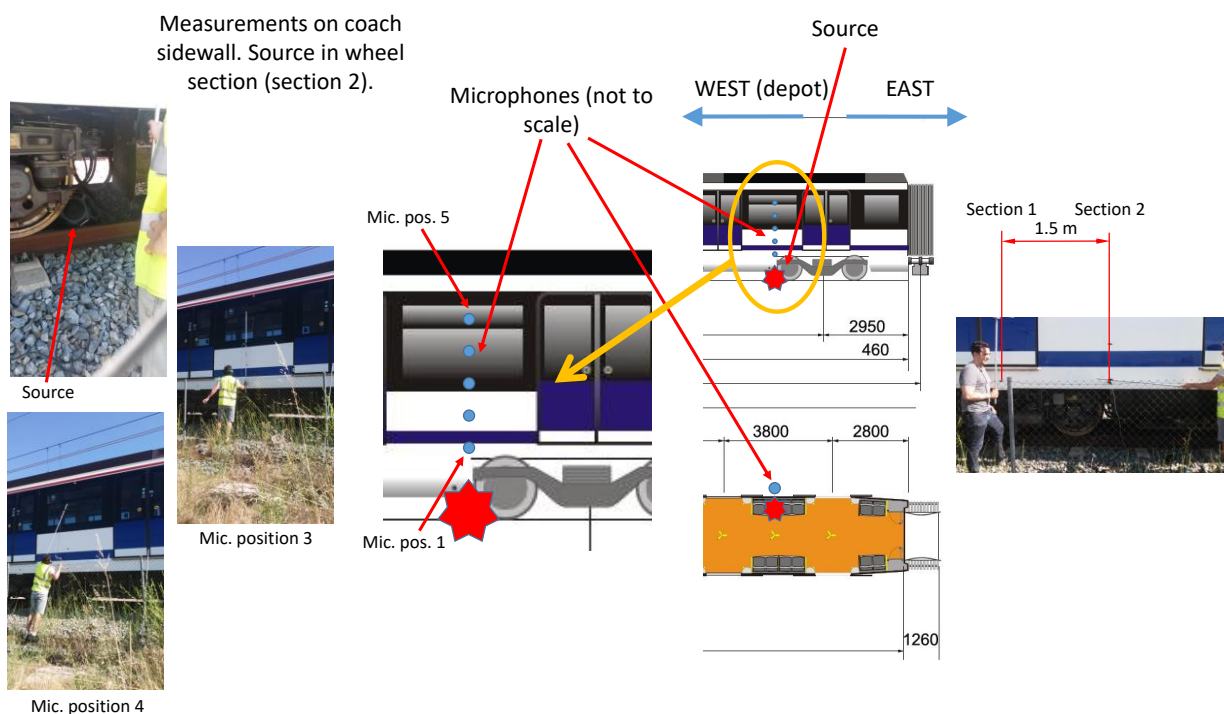 Measurements on coach
sidewall. Source in wheel
section (section 2).
Source
WEST (depot)
EAST
Microphones (not to
scale)
Mic. pos. 5
Section 1
Section 2
1.5 m
Source
2950
460
3800
2800
Mic. position 3
Mic. pos. 1
1260
Mic. position 4